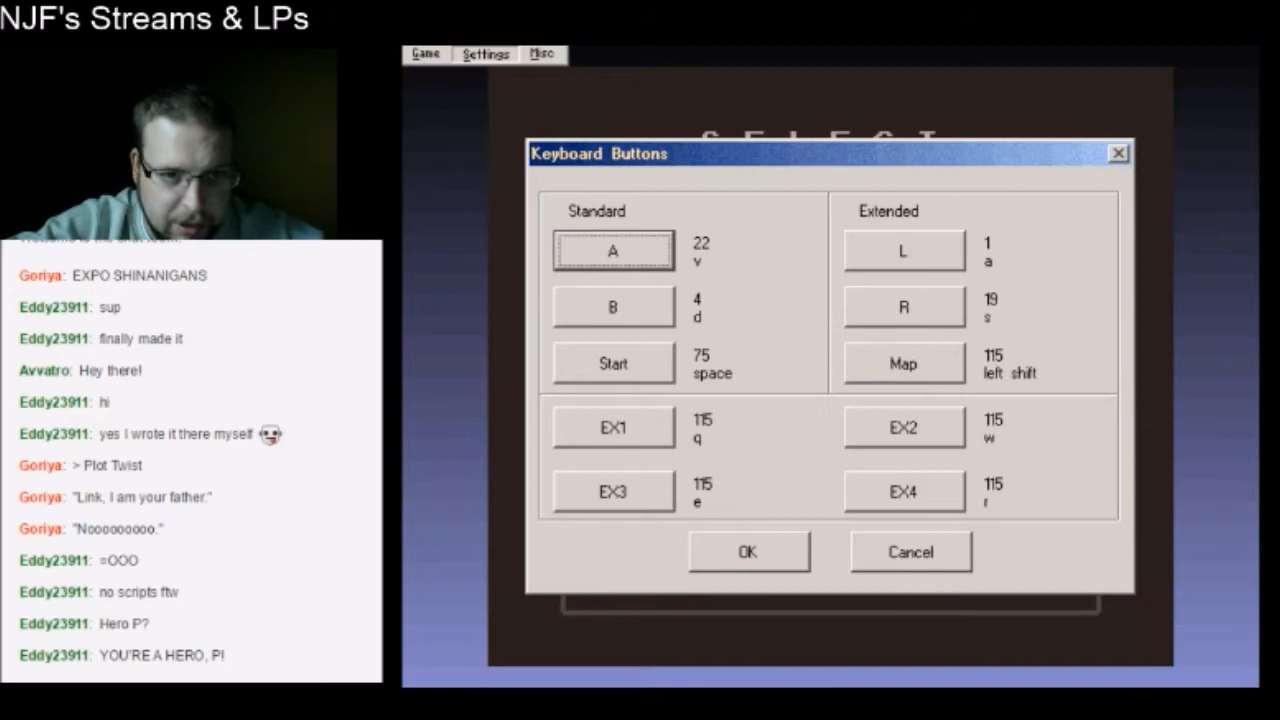 NJF's Streams & LPs
Game Settings Misc
SELECT
Keyboard Buttons
Standard
Extended
A
22
v
L
1
a
B
4
d
R
19
s
Start
75
space
Map
115
left shift
EX1
115
q
EX2
115
w
EX3
115
e
EX4
115
r
OK
Cancel
Goriya: EXPO SHINANIGANS
Eddy23911: sup
Eddy23911: finally made it
Avvatro: Hey there!
Eddy23911: hi
Eddy23911: yes I wrote it there myself
Goriya: > Plot Twist
Goriya: "Link, I am your father."
Goriya: "Nooooooooo."
Eddy23911: =OOO
Eddy23911: no scripts ftw
Eddy23911: Hero P?
Eddy23911: YOU'RE A HERO, P!